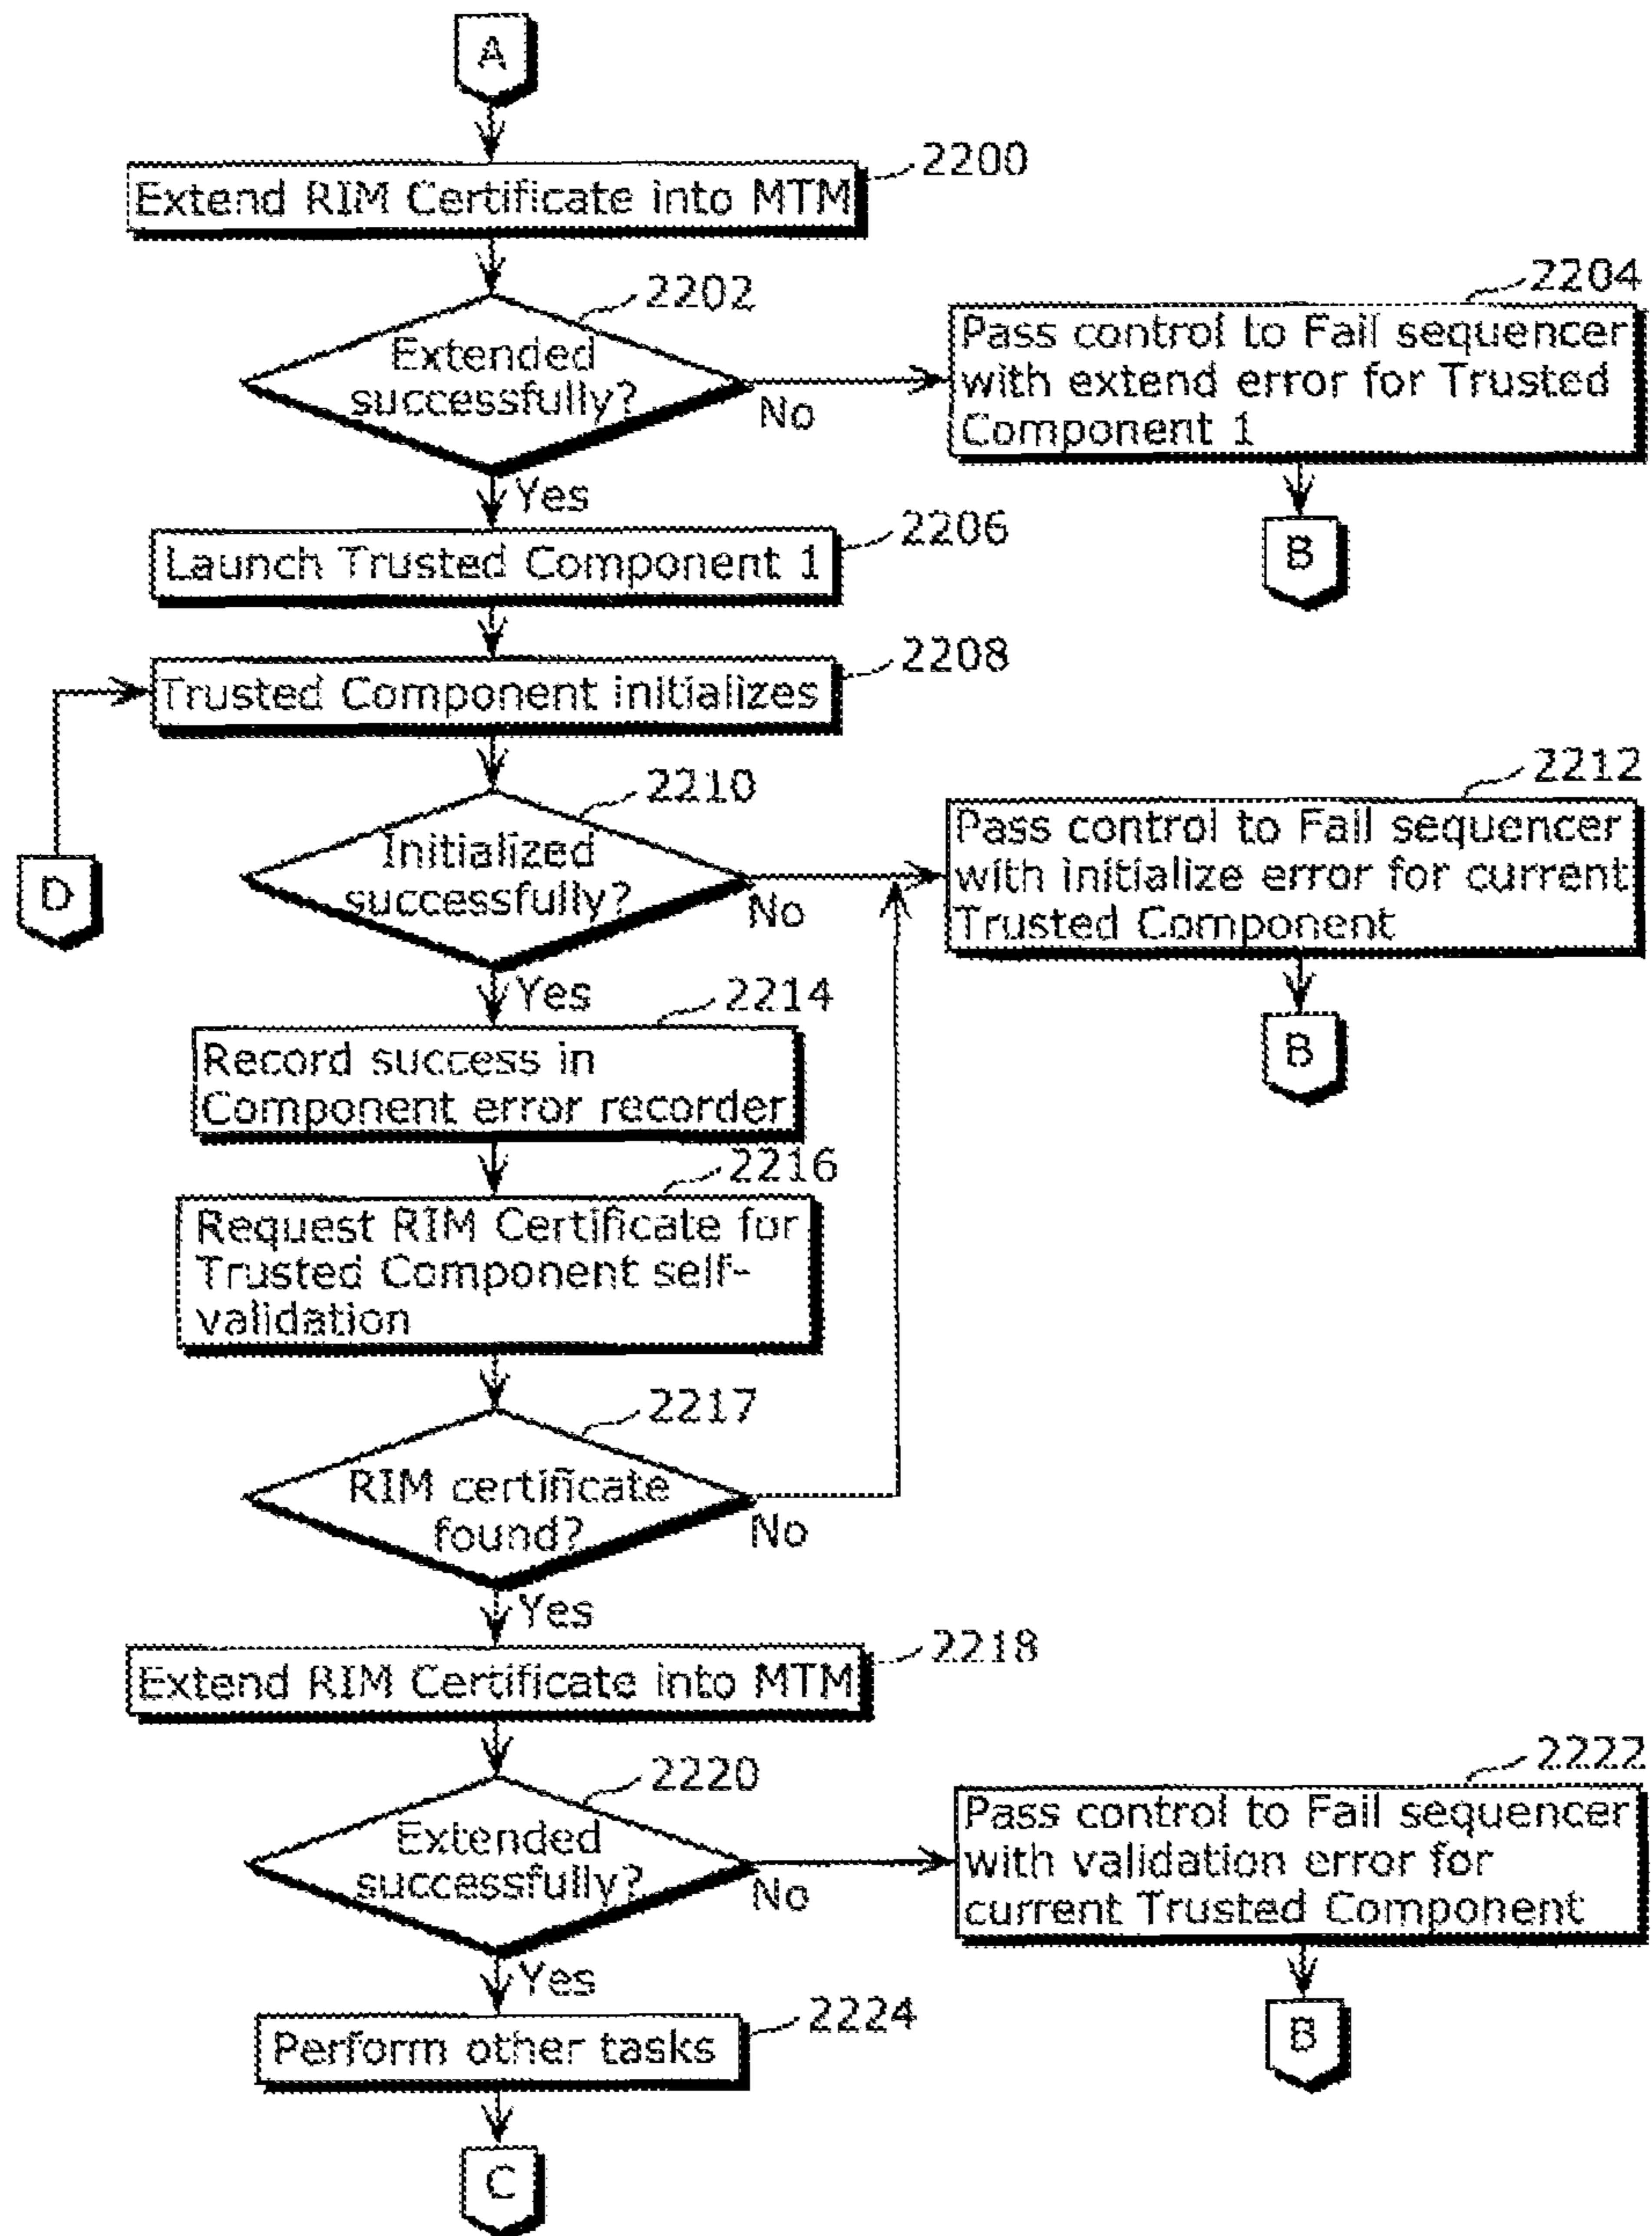 A
2200
Extend RIM Certificate into MTM
2202
Extended
successfully?
No
2204
Pass control to Fail sequencer
with extend error for Trusted
Component 1
B
Yes
2206
Launch Trusted Component 1
2208
Trusted Component initializes
D
2210
Initialized
successfully?
No
2212
Pass control to Fail sequencer
with initialize error for current
Trusted Component
B
Yes
2214
Record success in
Component error recorder
2216
Request RIM Certificate for
Trusted Component self-
validation
2217
RIM certificate
found?
No
Yes
2218
Extend RIM Certificate into MTM
2220
Extended
successfully?
No
2222
Pass control to Fail sequencer
with validation error for
current Trusted Component
B
Yes
2224
Perform other tasks
C